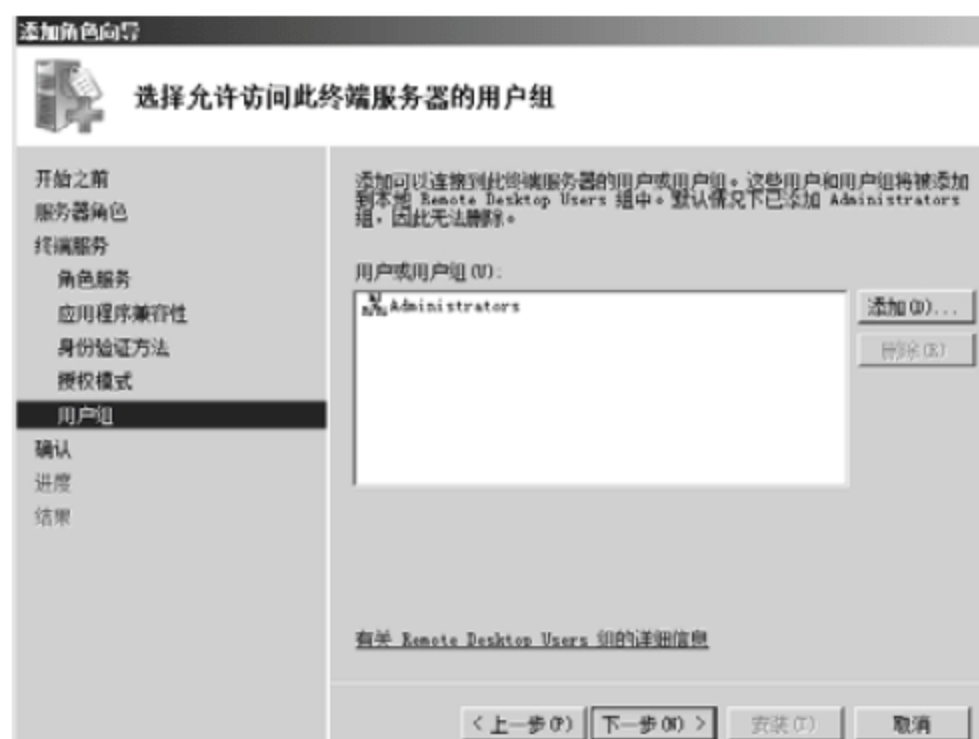 添加角色向导
选择允许访问此终端服务器的用户组
开始之前
服务器角色
终端服务
角色服务
应用程序兼容性
身份验证方法
授权模式
用户组
确认
进度
结果
添加可以连接到此终端服务器的用户或用户组。这些用户和用户组将被添加
到本地 Remote Desktop Users 组中。默认情况下已添加 Administrators
组，因此无法删除。
用户或用户组(U):
Administrators
添加(D)...
删除(R)
有关 Remote Desktop Users 组的详细信息
< 上一步(P)
下一步(N) >
安装(I)
取消